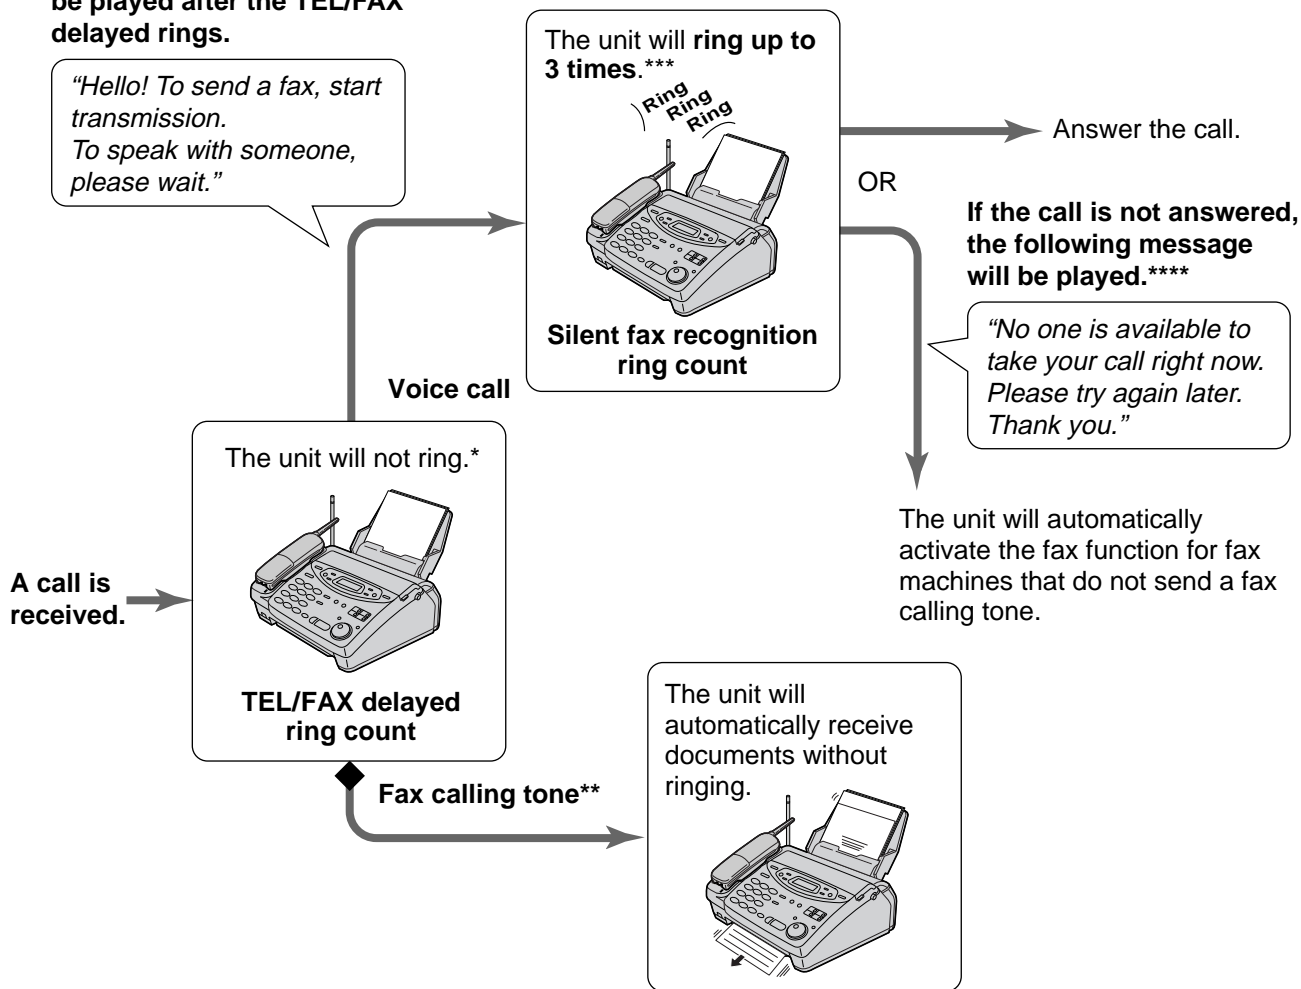 be played after the TEL/FAX
delayed rings.
"Hello! To send a fax, start
transmission.
To speak with someone,
please wait."
The unit will ring up to
3 times.***
Ring
Ring
Ring
Silent fax recognition
ring count
Answer the call.
OR
If the call is not answered,
the following message
will be played.****
"No one is available to
take your call right now.
Please try again later.
Thank you."
The unit will automatically
activate the fax function for fax
machines that do not send a fax
calling tone.
Voice call
The unit will not ring.*
TEL/FAX delayed
ring count
A call is
received.
Fax calling tone**
The unit will
automatically receive
documents without
ringing.